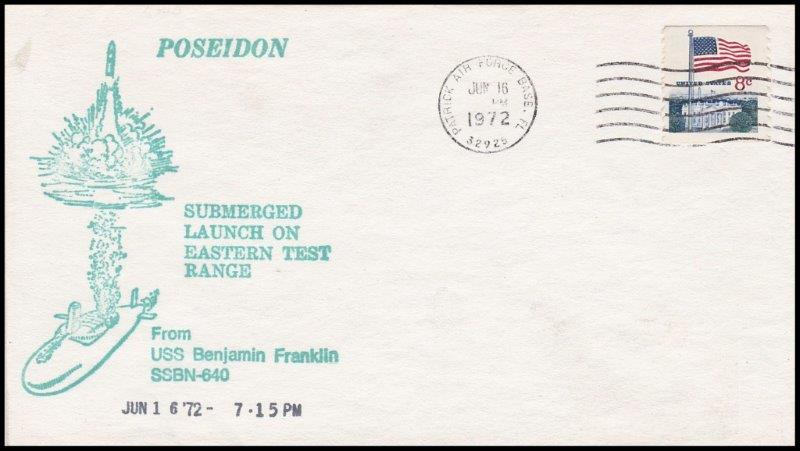 POSEIDON
PATRICK AIR FORCE BASE, FL
JUN 16
PM
1972
32925
UNITED STATES 8c
SUBMERGED
LAUNCH ON
EASTERN TEST
RANGE
From
USS Benjamin Franklin
SSBN-640
JUN 1 6 '72- 7·15 PM